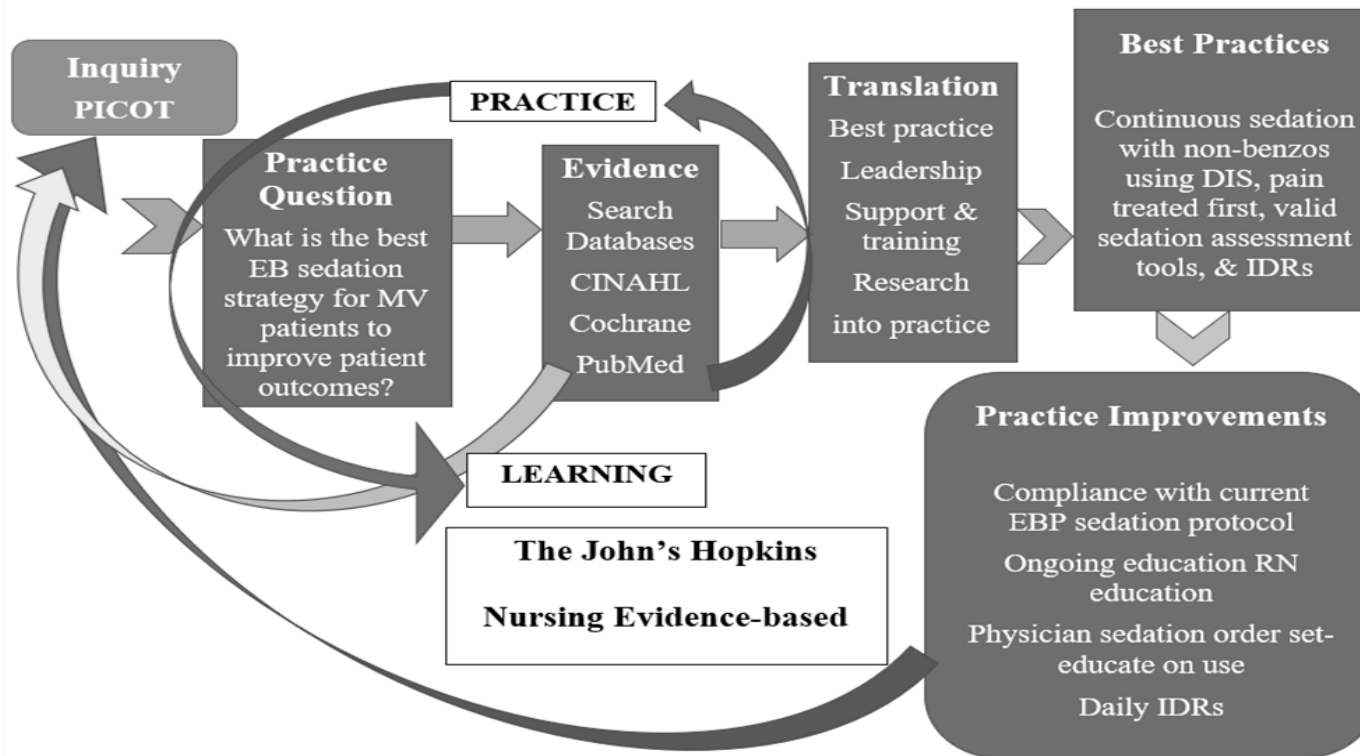 Inquiry
PICOT
Practice
Question
What is the best
EB sedation
strategy for MV
patients to
improve patient
outcomes?
PRACTICE
LEARNING
Evidence
Search
Databases
CINAHL
Cochrane
PubMed
Translation
Best practice
Leadership
Support &
training
Research
into practice
Best Practices
Continuous sedation
with non-benzos
using DIS, pain
treated first, valid
sedation assessment
tools, & IDRs
Practice Improvements
Compliance with current
EBP sedation protocol
Ongoing education RN
education
Physician sedation order set-
educate on use
Daily IDRs
The John’s Hopkins
Nursing Evidence-based